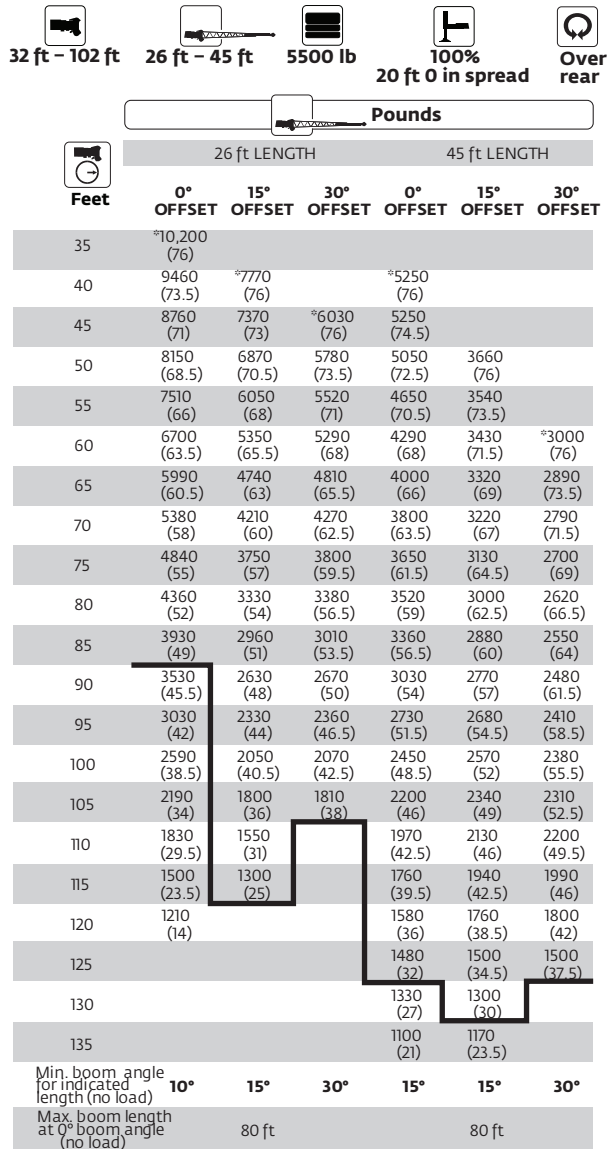 32 ft – 102 ft 26 ft – 45 ft 5500 lb 100% Over
20 ft 0 in spread rear
Pounds
26 ft LENGTH 45 ft LENGTH
Feet
0° 15° 30° 0° 15° 30°
OFFSET OFFSET OFFSET OFFSET OFFSET OFFSET
35 *10,200
(76)
40 9460 *7770 *5250
(73.5) (76) (76)
45 8760 7370 *6030 5250
(71) (73) (76) (74.5)
50 8150 6870 5780 5050 3660
(68.5) (70.5) (73.5) (72.5) (76)
55 7510 6050 5520 4650 3540
(66) (68) (71) (70.5) (73.5)
60 6700 5350 5290 4290 3430 *3000
(63.5) (65.5) (68) (68) (71.5) (76)
65 5990 4740 4810 4000 3320 2890
(60.5) (63) (65.5) (66) (69) (73.5)
70 5380 4210 4270 3800 3220 2790
(58) (60) (62.5) (63.5) (67) (71.5)
75 4840 3750 3800 3650 3130 2700
(55) (57) (59.5) (61.5) (64.5) (69)
80 4360 3330 3380 3520 3000 2620
(52) (54) (56.5) (59) (62.5) (66.5)
85 3930 2960 3010 3360 2880 2550
(49) (51) (53.5) (56.5) (60) (64)
90 3530 2630 2670 3030 2770 2480
(45.5) (48) (50) (54) (57) (61.5)
95 3030 2330 2360 2730 2680 2410
(42) (44) (46.5) (51.5) (54.5) (58.5)
100 2590 2050 2070 2450 2570 2380
(38.5) (40.5) (42.5) (48.5) (52) (55.5)
105 2190 1800 1810 2200 2340 2310
(34) (36) (38) (46) (49) (52.5)
110 1830 1550 1970 2130 2200
(29.5) (31) (42.5) (46) (49.5)
115 1500 1300 1760 1940 1990
(23.5) (25) (39.5) (42.5) (46)
120 1210 1580 1760 1800
(14) (36) (38.5) (42)
125 1480 1500 1500
(32) (34.5) (37.5)
130 1330 1300
(27) (30)
135 1100 1170
(21) (23.5)
Min. boom angle
for indicated
length (no load)
10° 15° 30° 15° 15° 30°
Max. boom length
at 0° boom angle
(no load)
80 ft 80 ft